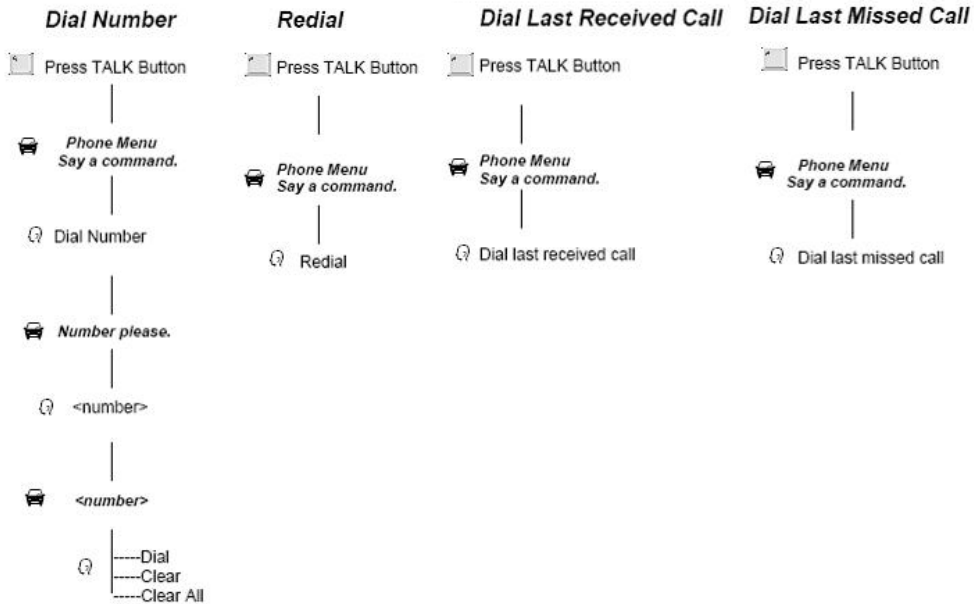 Dial Number
Press TALK Button
Phone Menu
Say a command.
Dial Number
Number please.
<number>
<number>
-----Dial
-----Clear
-----Clear All
Redial
Press TALK Button
Phone Menu
Say a command.
Redial
Dial Last Received Call
Press TALK Button
Phone Menu
Say a command.
Dial last received call
Dial Last Missed Call
Press TALK Button
Phone Menu
Say a command.
Dial last missed call